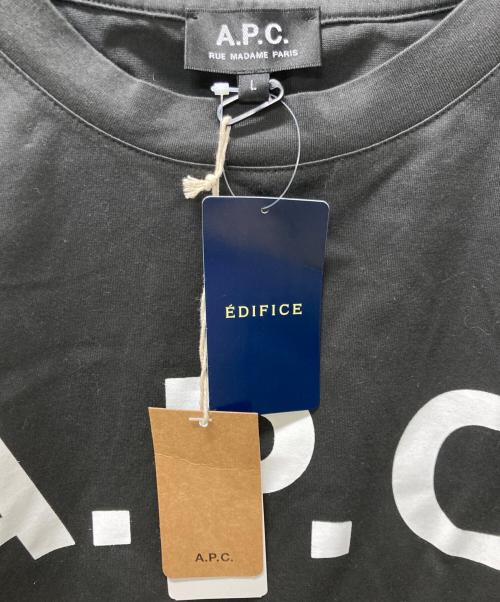 A.P.C.
RUE MADAME PARIS
L
ÉDIFICE
A.P.C
A.P.C.